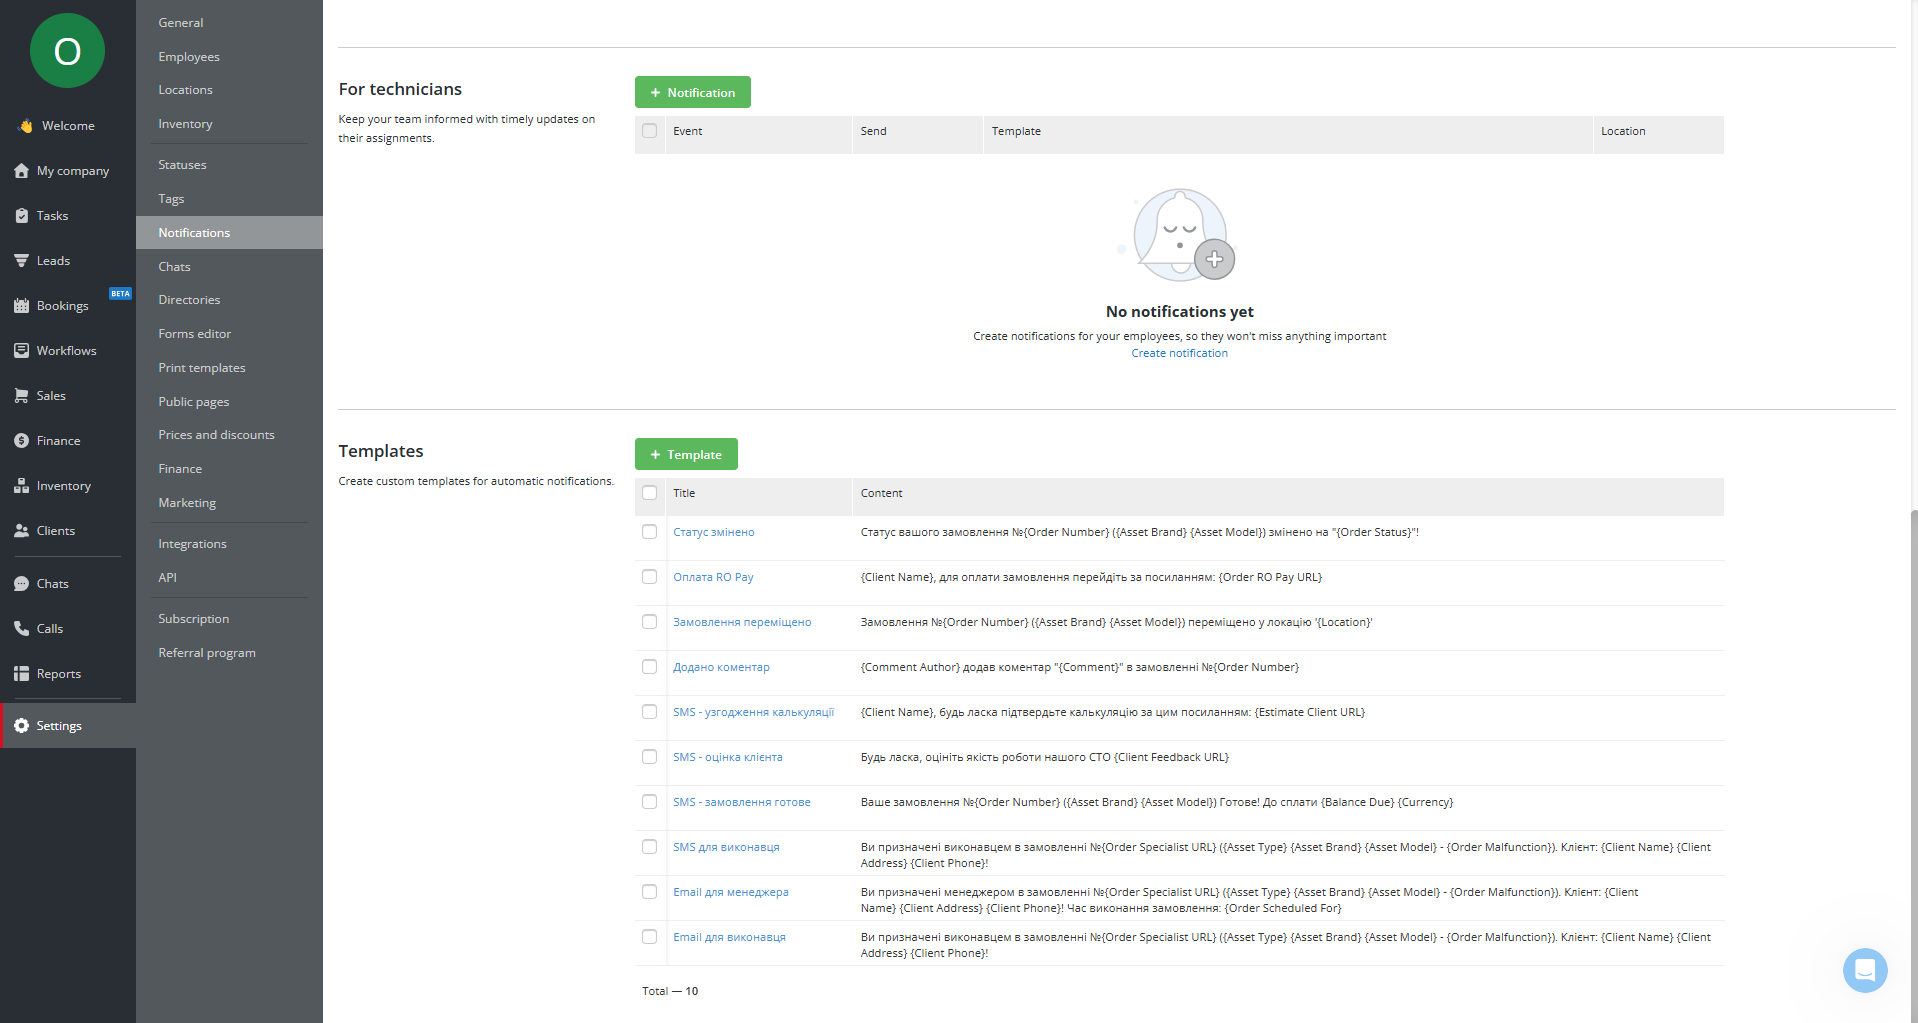 O
Welcome
My company
Tasks
Leads
BETA
Bookings
Workflows
Sales
Finance
Inventory
Clients
Chats
Calls
Reports
Settings
General
Employees
Locations
Inventory
Statuses
Tags
Notifications
Chats
Directories
Forms editor
Print templates
Public pages
Prices and discounts
Finance
Marketing
Integrations
API
Subscription
Referral program
For technicians
Keep your team informed with timely updates on
their assignments.
+ Notification
Event Send Template Location
No notifications yet
Create notifications for your employees, so they won't miss anything important
Create notification
Templates
Create custom templates for automatic notifications.
+ Template
Title Content
Статус змінено Статус вашого замовлення №{Order Number} ({Asset Brand} {Asset Model}) змінено на "{Order Status}"!
Оплата RO Pay {Client Name}, для оплати замовлення перейдіть за посиланням: {Order RO Pay URL}
Замовлення переміщено Замовлення №{Order Number} ({Asset Brand} {Asset Model}) переміщено у локацію '{Location}'
Додано коментар {Comment Author} додав коментар "{Comment}" в замовленні №{Order Number}
SMS - узгодження калькуляції {Client Name}, будь ласка підтвердьте калькуляцію за цим посиланням: {Estimate Client URL}
SMS - оцінка клієнта Будь ласка, оцініть якість роботи нашого СТО {Client Feedback URL}
SMS - замовлення готове Ваше замовлення №{Order Number} ({Asset Brand} {Asset Model}) Готове! До сплати {Balance Due} {Currency}
SMS для виконавця Ви призначені виконавцем в замовленні №{Order Specialist URL} ({Asset Type} {Asset Brand} {Asset Model} - {Order Malfunction}). Клієнт: {Client Name} {Client
Address} {Client Phone}!
Email для менеджера Ви призначені менеджером в замовленні №{Order Specialist URL} ({Asset Type} {Asset Brand} {Asset Model} - {Order Malfunction}). Клієнт: {Client
Name} {Client Address} {Client Phone}! Час виконання замовлення: {Order Scheduled For}
Email для виконавця Ви призначені виконавцем в замовленні №{Order Specialist URL} ({Asset Type} {Asset Brand} {Asset Model} - {Order Malfunction}). Клієнт: {Client Name} {Client
Address} {Client Phone}!
Total — 10